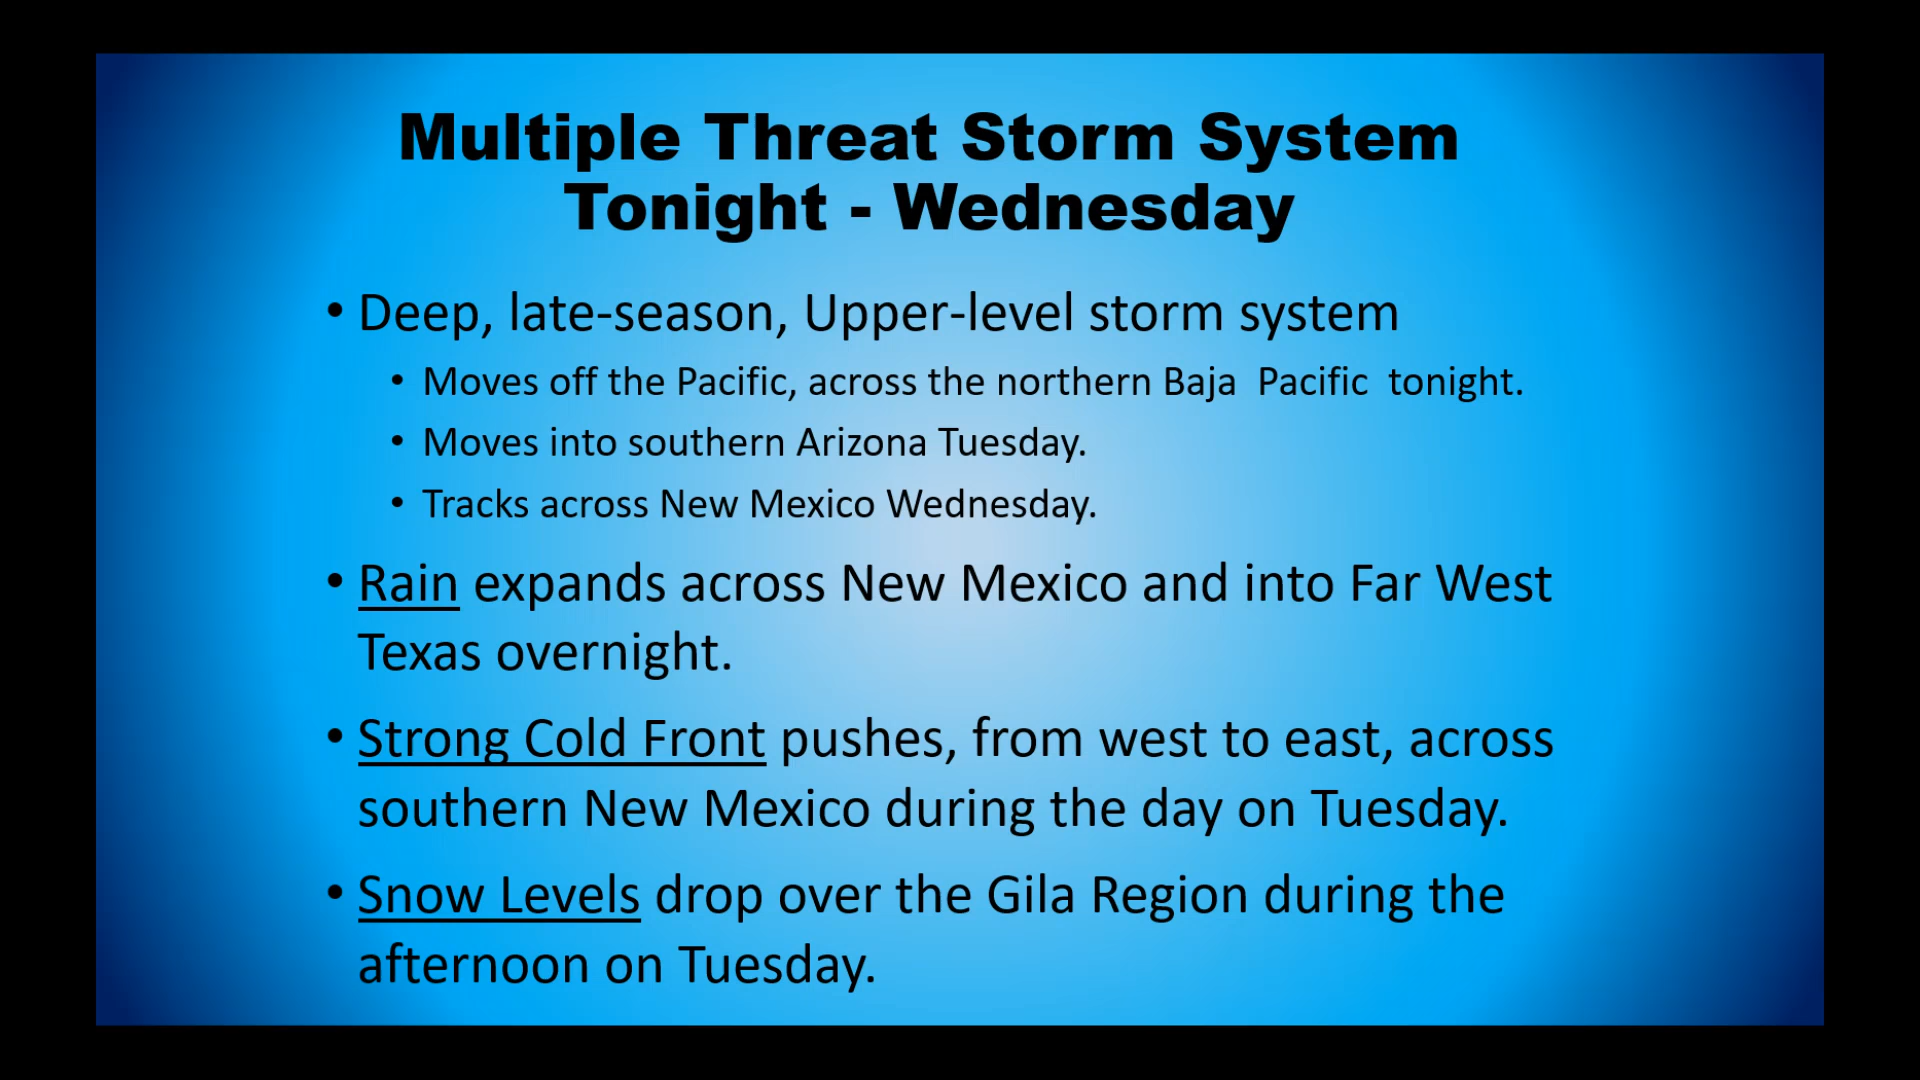 Multiple Threat Storm System
Tonight - Wednesday
• Deep, late-season, Upper-level storm system
• Moves off the Pacific, across the northern Baja  Pacific  tonight.
• Moves into southern Arizona Tuesday.
• Tracks across New Mexico Wednesday.
• Rain expands across New Mexico and into Far West
Texas overnight.
• Strong Cold Front pushes, from west to east, across
southern New Mexico during the day on Tuesday.
• Snow Levels drop over the Gila Region during the
afternoon on Tuesday.